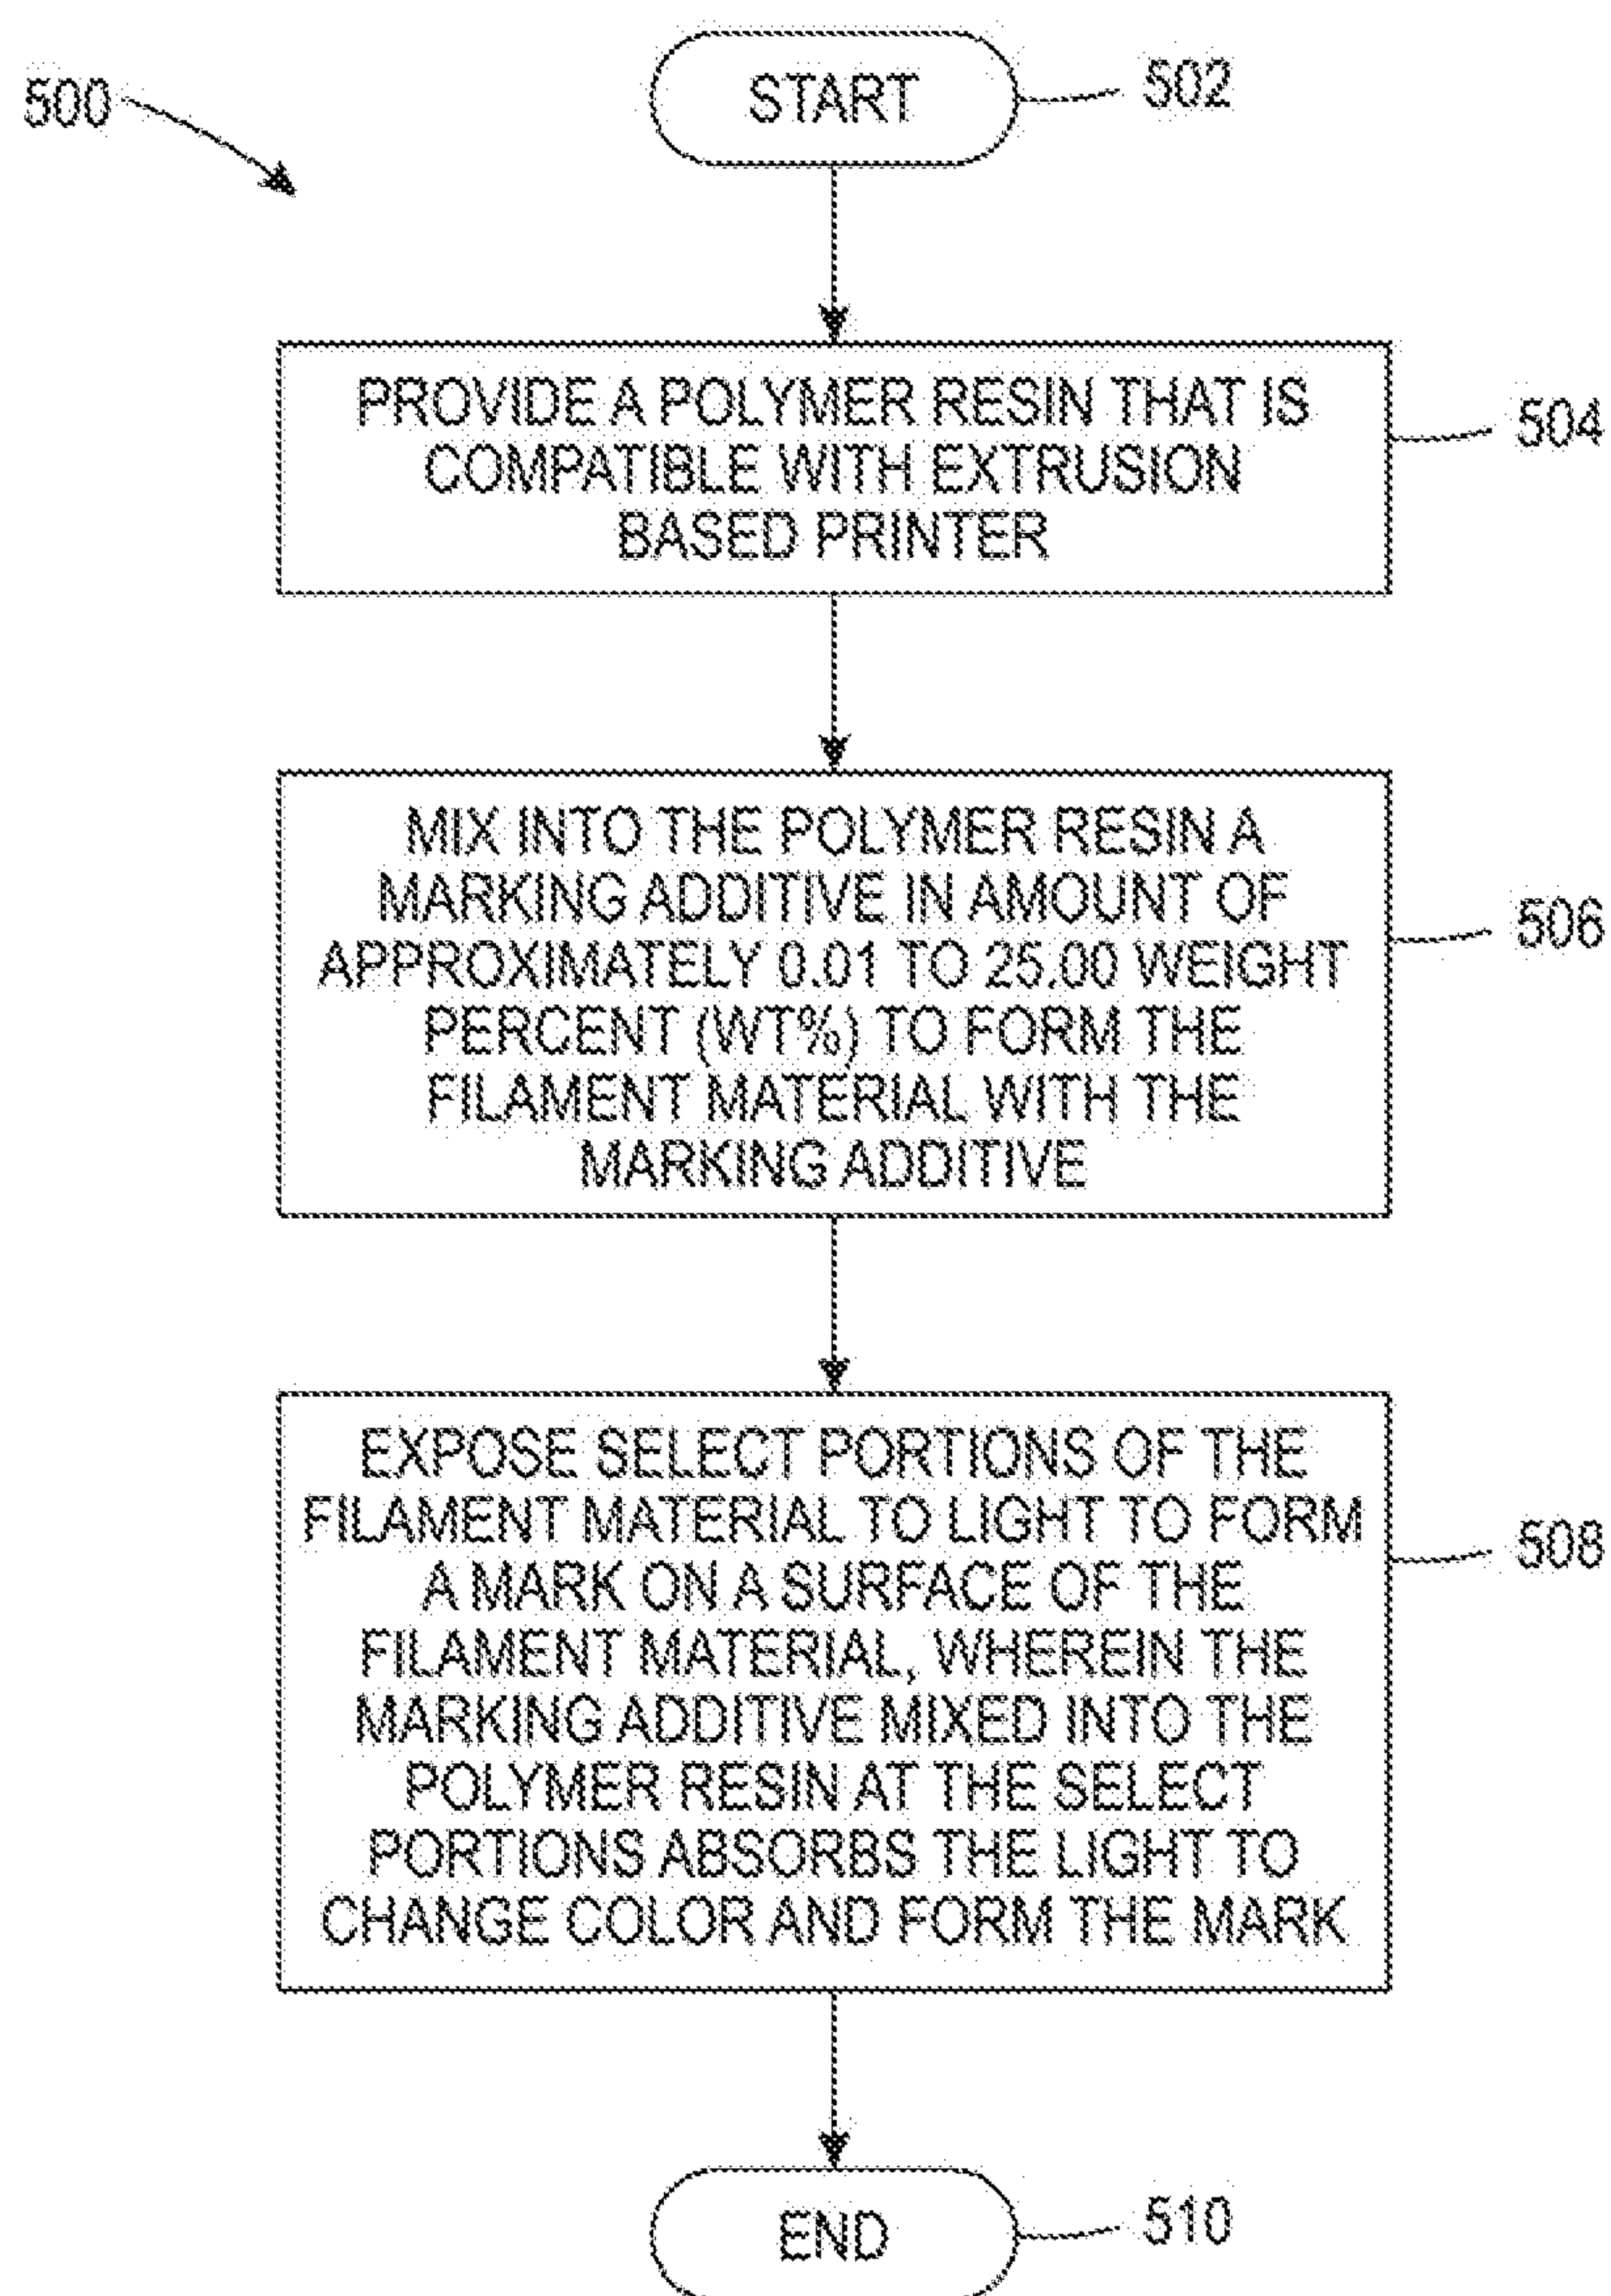 500
START
502
PROVIDE A POLYMER RESIN THAT IS
COMPATIBLE WITH EXTRUSION
BASED PRINTER
504
MIX INTO THE POLYMER RESIN A
MARKING ADDITIVE IN AMOUNT OF
APPROXIMATELY 0.01 TO 25.00 WEIGHT
PERCENT (WT%) TO FORM THE
FILAMENT MATERIAL WITH THE
MARKING ADDITIVE
506
EXPOSE SELECT PORTIONS OF THE
FILAMENT MATERIAL TO LIGHT TO FORM
A MARK ON A SURFACE OF THE
FILAMENT MATERIAL, WHEREIN THE
MARKING ADDITIVE MIXED INTO THE
POLYMER RESIN AT THE SELECT
PORTIONS ABSORBS THE LIGHT TO
CHANGE COLOR AND FORM THE MARK
508
END
510